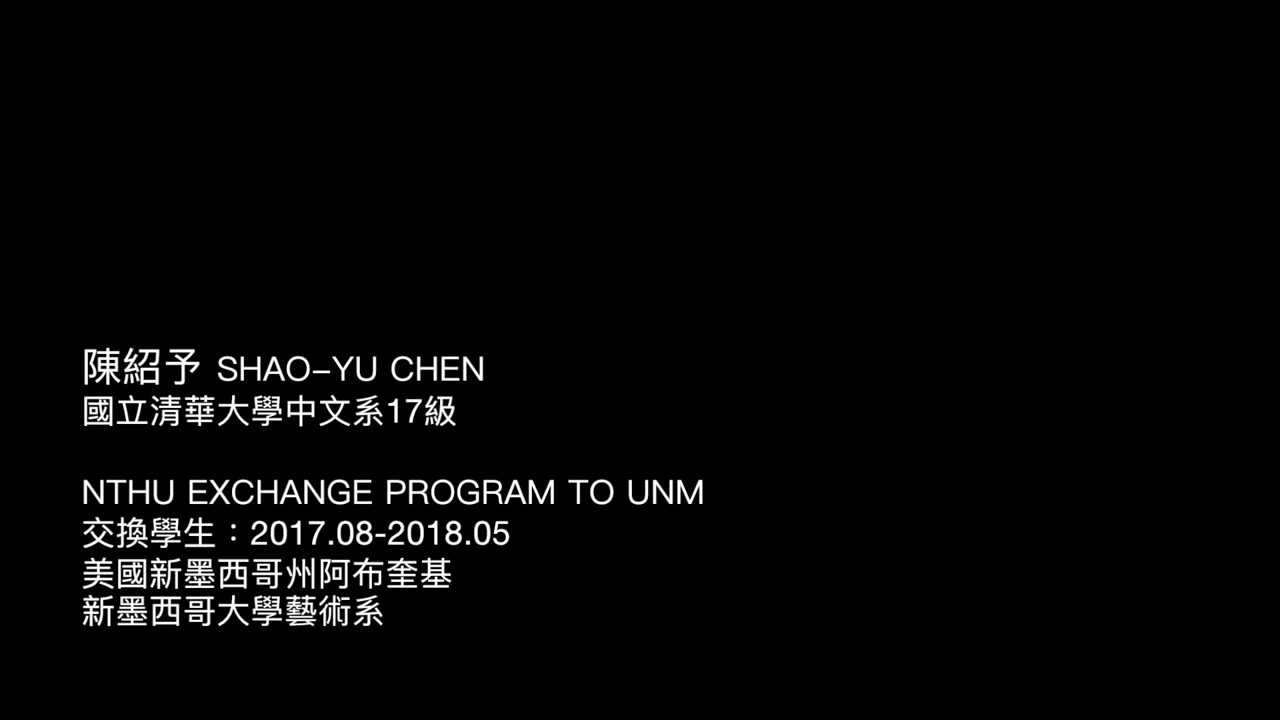 陳紹予 SHAO-YU CHEN
國立清華大學中文系17級
NTHU EXCHANGE PROGRAM TO UNM
交換學生：2017.08-2018.05
美國新墨西哥州阿布奎基
新墨西哥大學藝術系